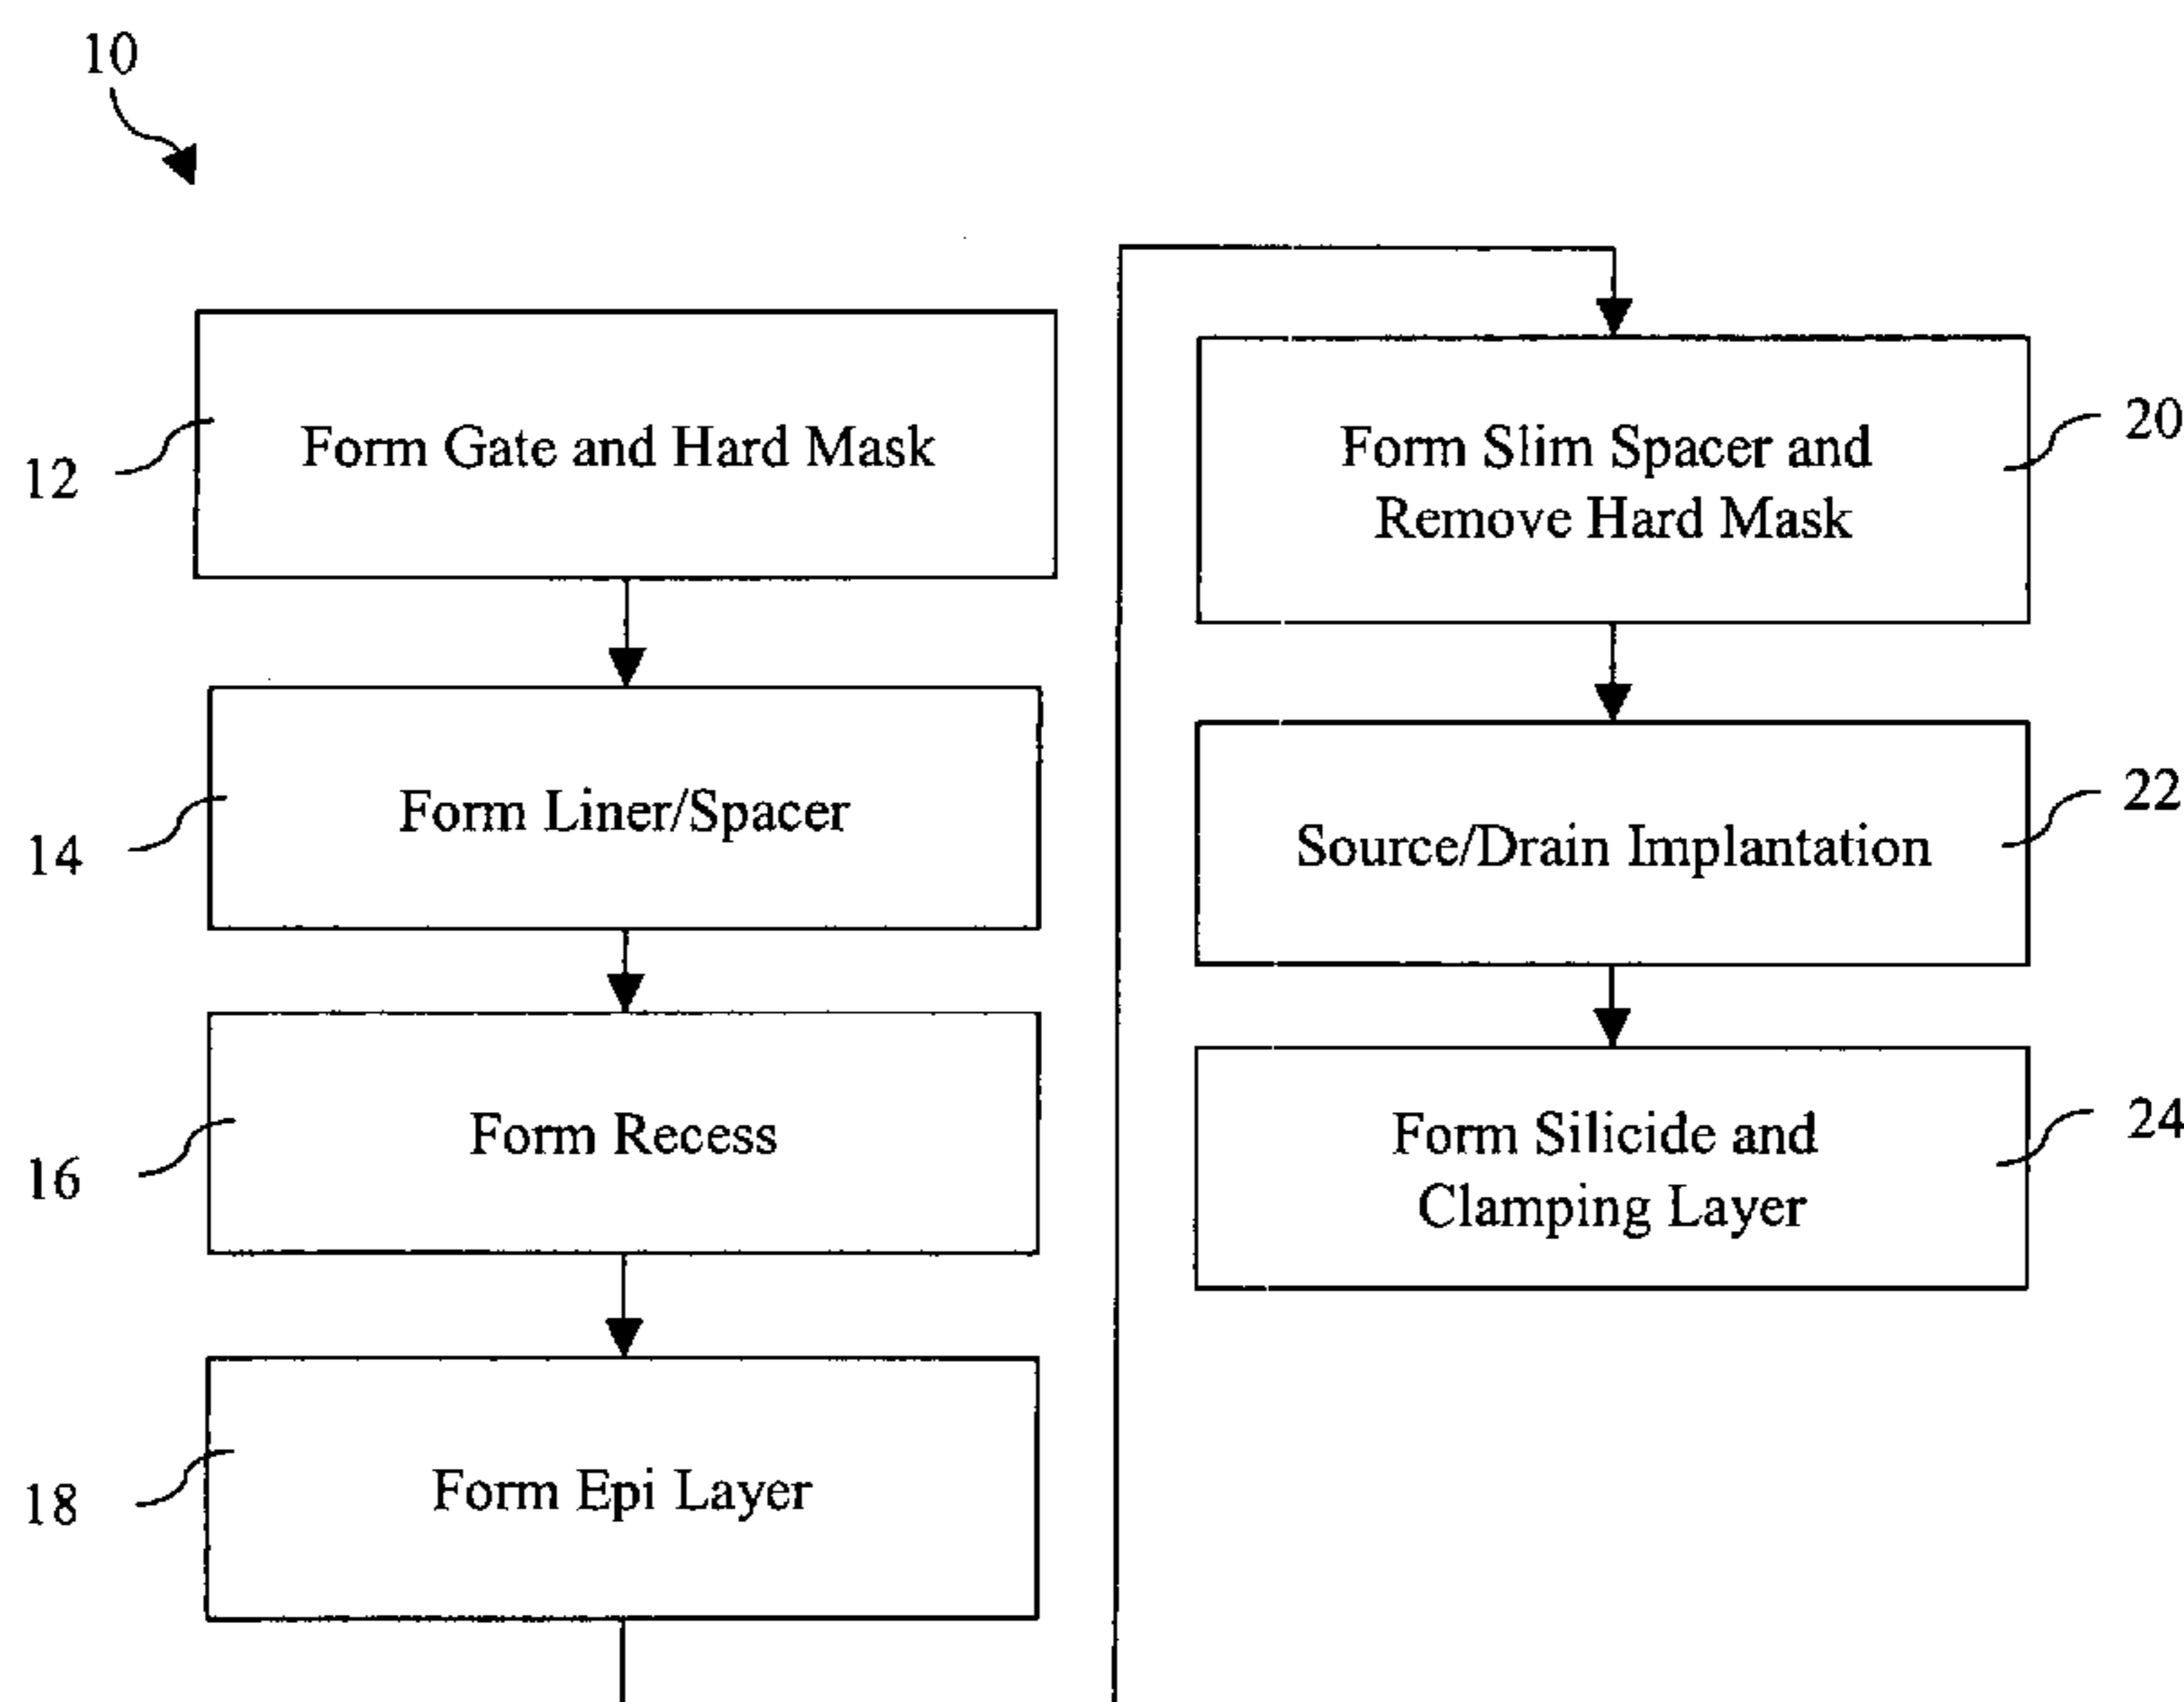 10
12
Form Gate and Hard Mask
14
Form Liner/Spacer
16
Form Recess
18
Form Epi Layer
20
Form Slim Spacer and
Remove Hard Mask
22
Source/Drain Implantation
24
Form Silicide and
Clamping Layer